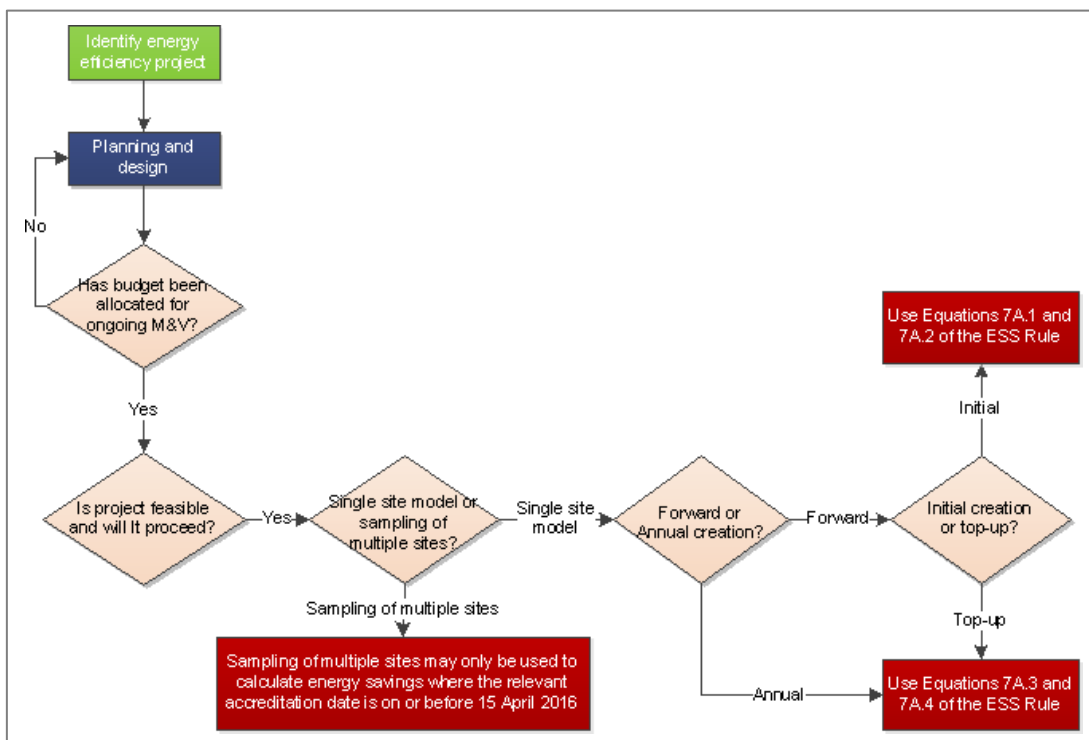 Identify energy
efficiency project
Planning and
design
No
Has budget been
allocated for
ongoing M&V?
Yes
Is project feasible
and will It proceed?
Yes
Single site model or
sampling of
multiple sites?
Single site
model
Forward or
Annual creation?
Forward
Initial creation
or top-up?
Initial
Use Equations 7A.1 and
7A.2 of the ESS Rule
Sampling of multiple sites
Sampling of multiple sites may only be used to
calculate energy savings where the relevant
accreditation date is on or before 15 April 2016
Annual
Top-up
Use Equations 7A.3 and
7A.4 of the ESS Rule